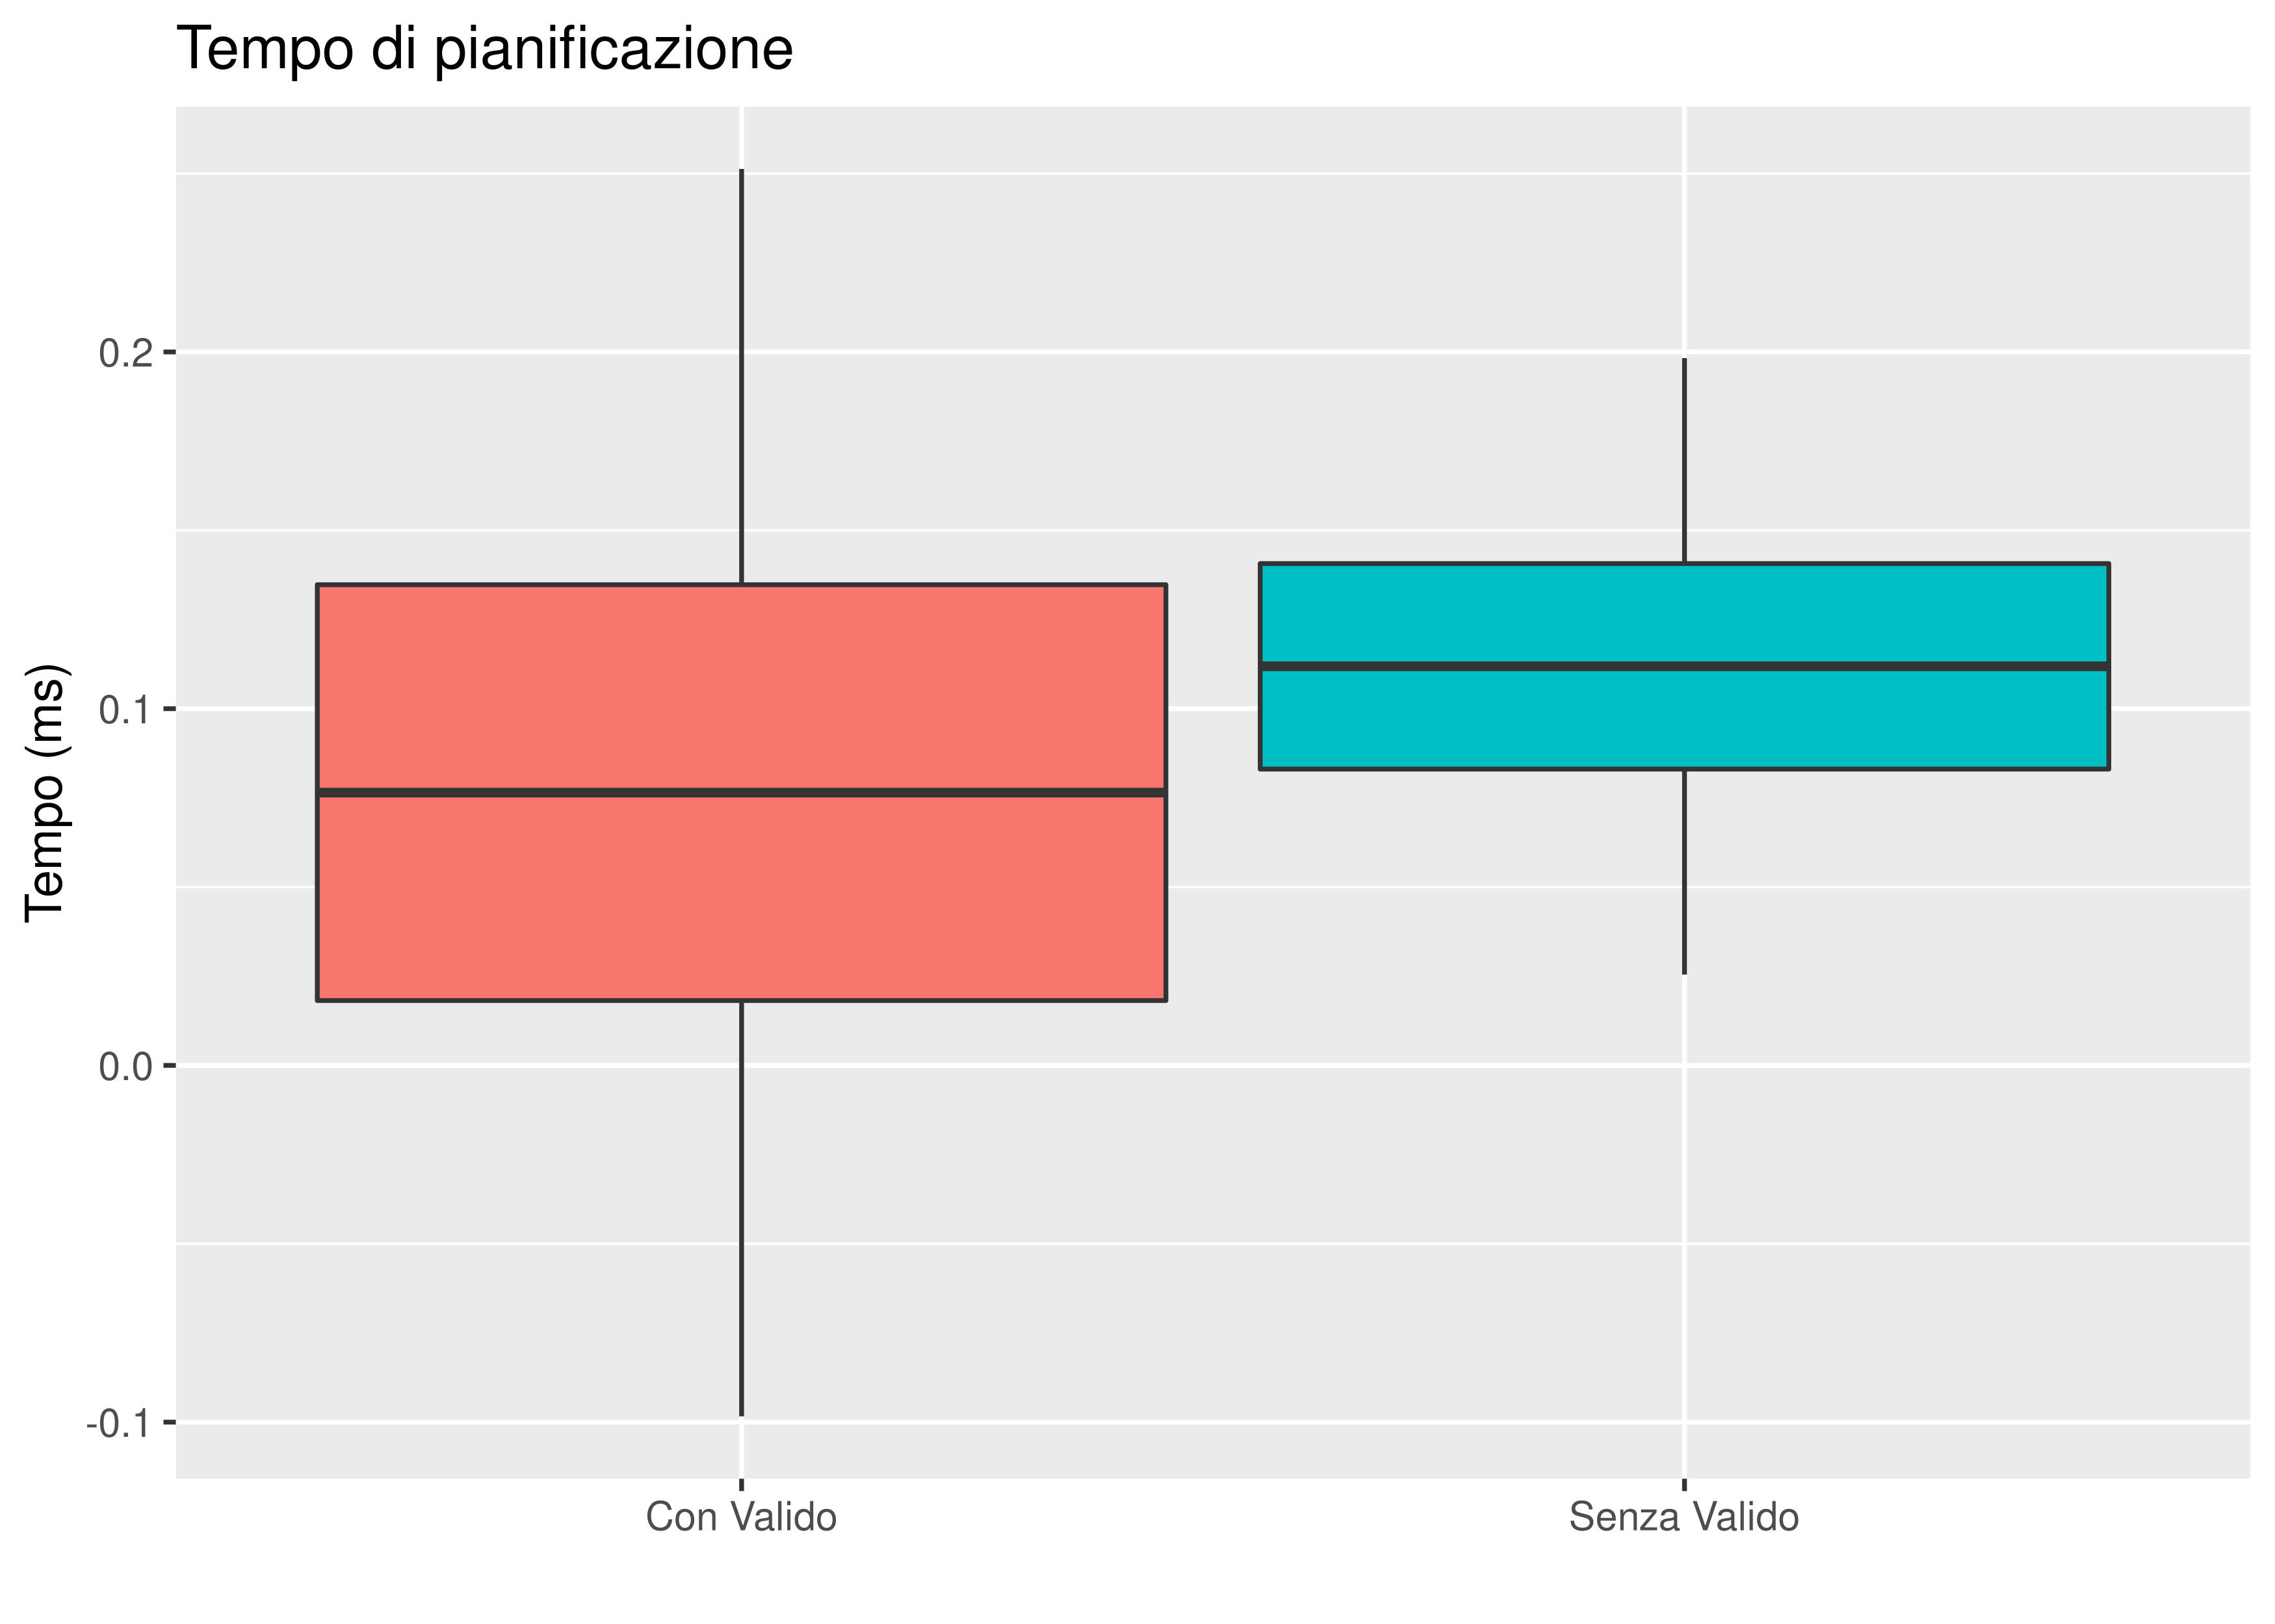 Tempo di pianificazione
Tempo (ms)
0.2
0.1
0.0
-0.1
Con Valido
Senza Valido